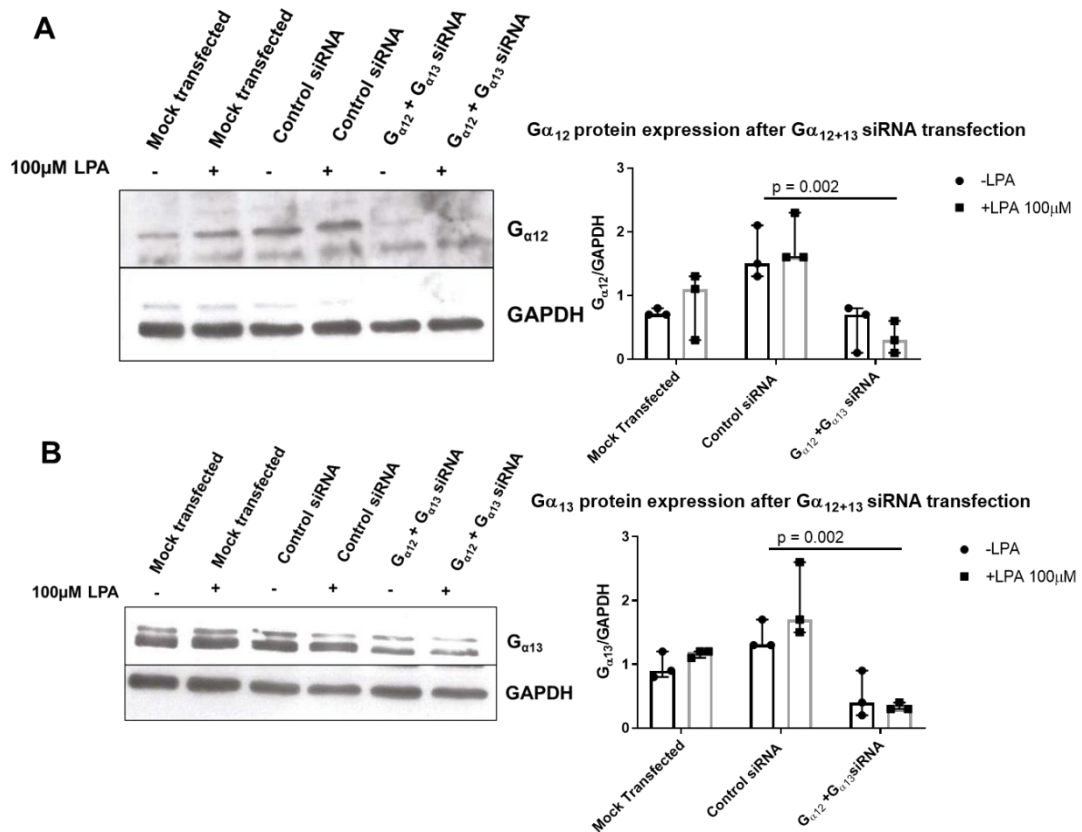 A
Mock transfected
Mock transfected
Control siRNA
Control siRNA
Gα12 + Gα13 siRNA
Gα12 + Gα13 siRNA
100µM LPA - + - + - +
Gα12
GAPDH
Gα12 protein expression after Gα12+13 siRNA transfection
p = 0.002
-LPA
+LPA 100µM
Gα12/GAPDH
3
2
1
0
Mock Transfected
Control siRNA
Gα12 +Gα13 siRNA
B
Mock transfected
Mock transfected
Control siRNA
Control siRNA
Gα12 + Gα13 siRNA
Gα12 + Gα13 siRNA
100µM LPA - + - + - +
Gα13
GAPDH
Gα13 protein expression after Gα12+13 siRNA transfection
p = 0.002
-LPA
+LPA 100µM
Gα13/GAPDH
3
2
1
0
Mock Transfected
Control siRNA
Gα12 +Gα13siRNA